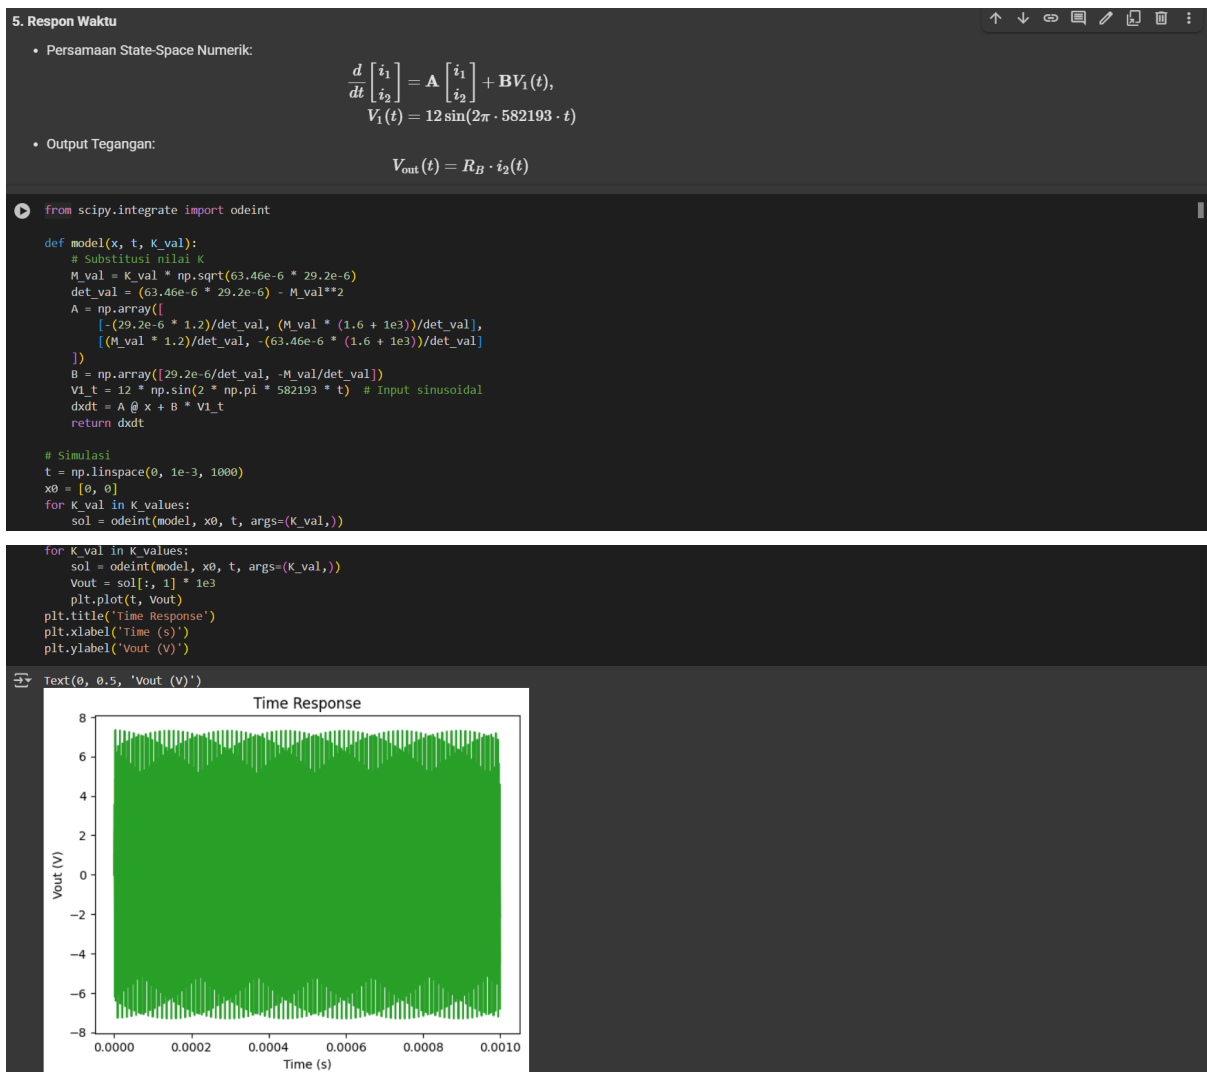 5. Respon Waktu
• Persamaan State-Space Numerik:
d/dt [i₁ i₂] = A [i₁ i₂] + BV₁(t),
V₁(t) = 12 sin(2π · 582193 · t)
• Output Tegangan:
V_out(t) = R_B · i₂(t)
from scipy.integrate import odeint
def model(x, t, K_val):
    # Substitusi nilai K
    M_val = K_val * np.sqrt(63.46e-6 * 29.2e-6)
    det_val = (63.46e-6 * 29.2e-6) - M_val**2
    A = np.array([
        [-(29.2e-6 * 1.2)/det_val, (M_val * (1.6 + 1e3))/det_val],
        [(M_val * 1.2)/det_val, -(63.46e-6 * (1.6 + 1e3))/det_val]
    ])
    B = np.array([29.2e-6/det_val, -M_val/det_val])
    V1_t = 12 * np.sin(2 * np.pi * 582193 * t)  # Input sinusoidal
    dxdt = A @ x + B * V1_t
    return dxdt
# Simulasi
t = np.linspace(0, 1e-3, 1000)
x0 = [0, 0]
for K_val in K_values:
    sol = odeint(model, x0, t, args=(K_val,))
for K_val in K_values:
    sol = odeint(model, x0, t, args=(K_val,))
    Vout = sol[:, 1] * 1e3
    plt.plot(t, Vout)
plt.title('Time Response')
plt.xlabel('Time (s)')
plt.ylabel('Vout (V)')
Text(0, 0.5, 'Vout (V)')
Time Response
Vout (V)
8
6
4
2
0
−2
−4
−6
−8
0.0000 0.0002 0.0004 0.0006 0.0008 0.0010
Time (s)